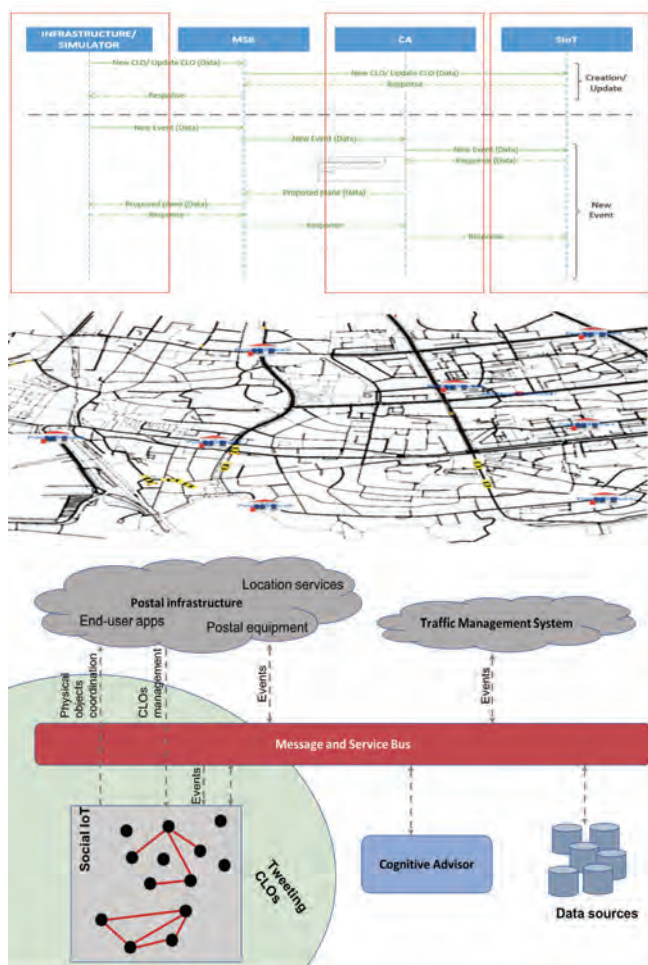 INFRASTRUCTURE/
SIMULATOR
MSB
CA
SIoT
New CLO/ Update CLO (Data)
New CLO/ Update CLO (Data)
Response
Response
Creation/
Update
New Event (Data)
New Event (Data)
New Event (Data)
Response (Data)
Proposed plans (Data)
Proposed plans (Data)
Response
Response
Response
New
Event
Location services
Postal infrastructure
End-user apps
Postal equipment
Traffic Management System
Physical
objects
coordination
CLOs
management
Events
Events
Message and Service Bus
Events
Social IoT
Tweeting
CLOs
Cognitive Advisor
Data sources